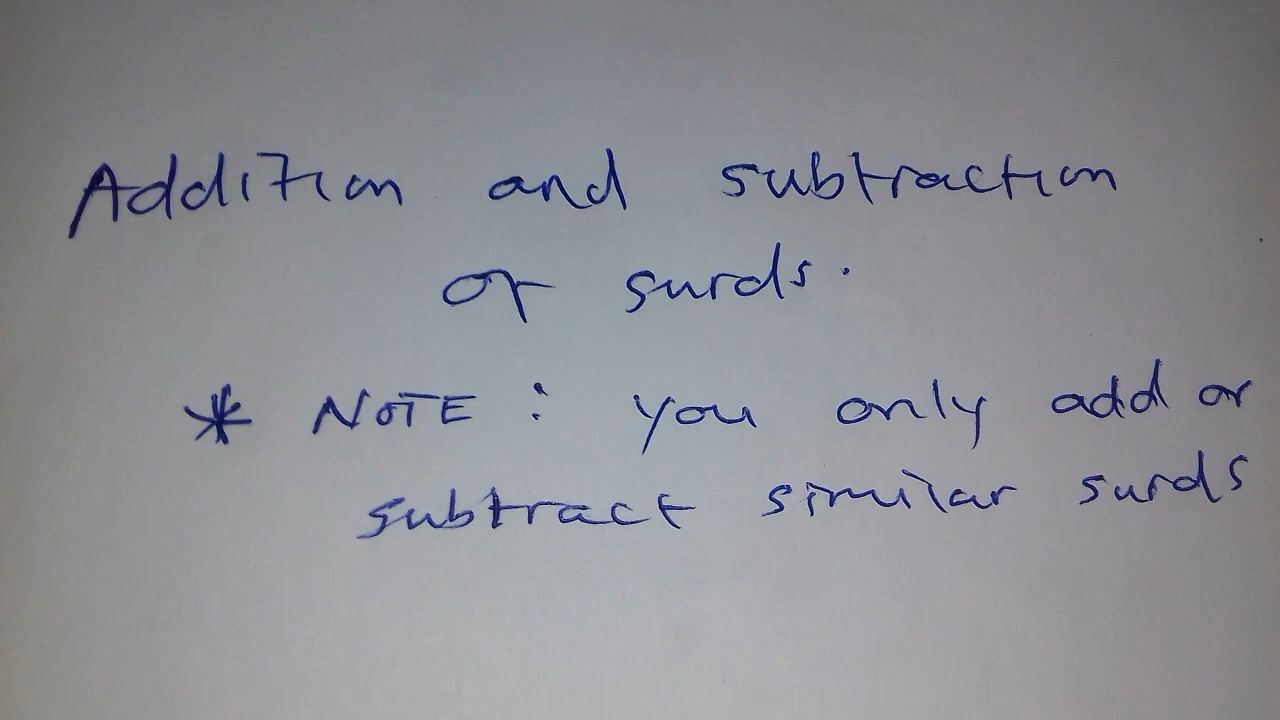 Addition and subtraction
of surds.
* NOTE : you only add or
subtract similar surds